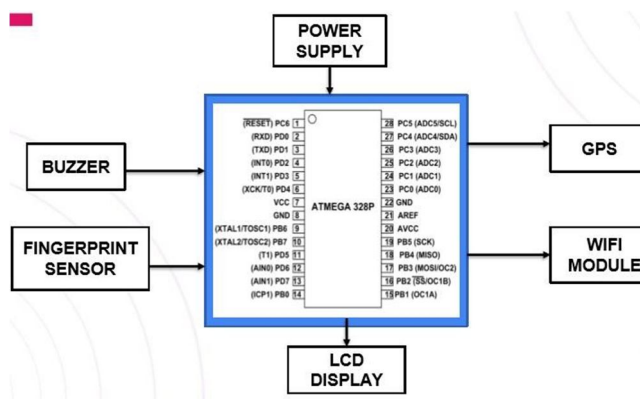 POWER
SUPPLY
BUZZER
FINGERPRINT
SENSOR
(RESET) PC6 1
(RXD) PD0 2
(TXD) PD1 3
(INT0) PD2 4
(INT1) PD3 5
(XCK/T0) PD4 6
VCC 7
GND 8
(XTAL1/TOSC1) PB6 9
(XTAL2/TOSC2) PB7 10
(T1) PD5 11
(AIN0) PD6 12
(AIN1) PD7 13
(ICP1) PB0 14
ATMEGA 328P
28 PC5 (ADC5/SCL)
27 PC4 (ADC4/SDA)
26 PC3 (ADC3)
25 PC2 (ADC2)
24 PC1 (ADC1)
23 PC0 (ADC0)
22 GND
21 AREF
20 AVCC
19 PB5 (SCK)
18 PB4 (MISO)
17 PB3 (MOSI/OC2)
16 PB2 (SS/OC1B)
15 PB1 (OC1A)
GPS
WIFI
MODULE
LCD
DISPLAY